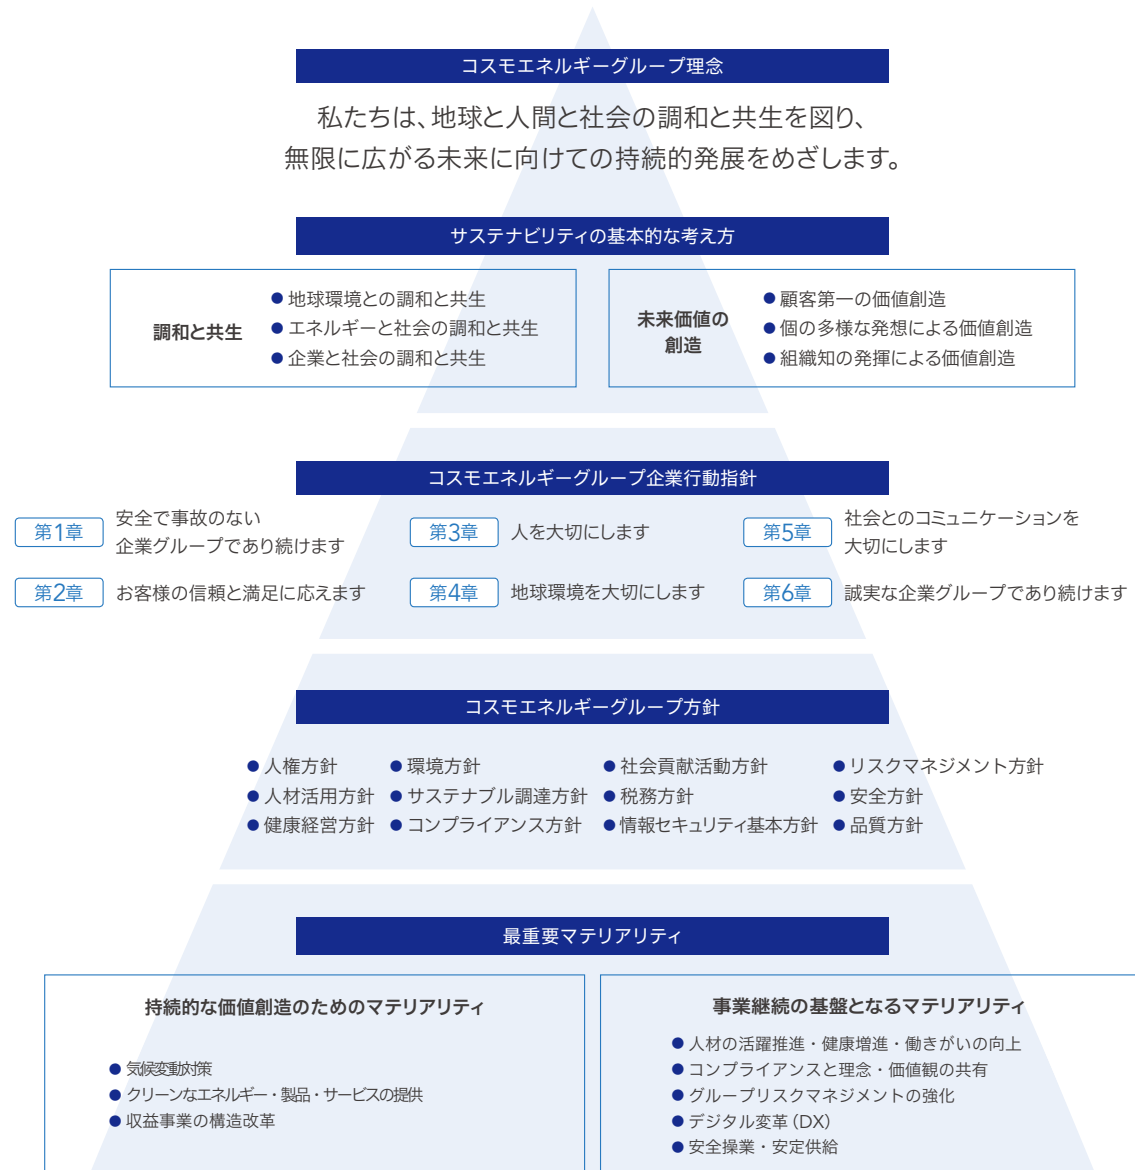 コスモエネルギーグループ理念
私たちは、地球と人間と社会の調和と共生を図り、
無限に広がる未来に向けての持続的発展をめざします。
サステナビリティの基本的な考え方
調和と共生
●地球環境との調和と共生
●エネルギーと社会の調和と共生
●企業と社会の調和と共生
未来価値の
創造
●顧客第一の価値創造
●個の多様な発想による価値創造
●組織知の発揮による価値創造
コスモエネルギーグループ企業行動指針
第1章
安全で事故のない
企業グループであり続けます
第3章 人を大切にします
第5章
社会とのコミュニケーションを
大切にします
第2章 お客様の信頼と満足に応えます
第4章 地球環境を大切にします
第6章 誠実な企業グループであり続けます
コスモエネルギーグループ方針
●人権方針 ●環境方針 ●社会貢献活動方針 ●リスクマネジメント方針
●人材活用方針 ●サステナブル調達方針 ●税務方針 ●安全方針
●健康経営方針 ●コンプライアンス方針 ●情報セキュリティ基本方針 ●品質方針
最重要マテリアリティ
持続的な価値創造のためのマテリアリティ
●気候変動対策
●クリーンなエネルギー・製品・サービスの提供
●収益事業の構造改革
事業継続の基盤となるマテリアリティ
●人材の活躍推進・健康増進・働きがいの向上
●コンプライアンスと理念・価値観の共有
●グループリスクマネジメントの強化
●デジタル変革（DX）
●安全操業・安定供給